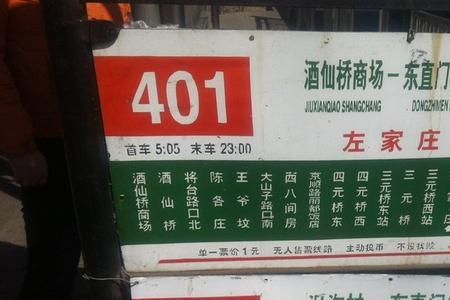 401
酒仙桥商场－东直门
JIUXIANQIAO SHANGCHANG DONGZHIMEN
左家庄
首车 5:05 末车 23:00
酒仙桥商场
酒仙桥
将台路口北
陈各庄
王爷坟
大山子路口南
西八间房
京顺路丽都饭店
四元桥东
四元桥西
三元桥东站
三元桥
三元桥西站
单一票价1元 无人售票线路 主动投币 不设找赎